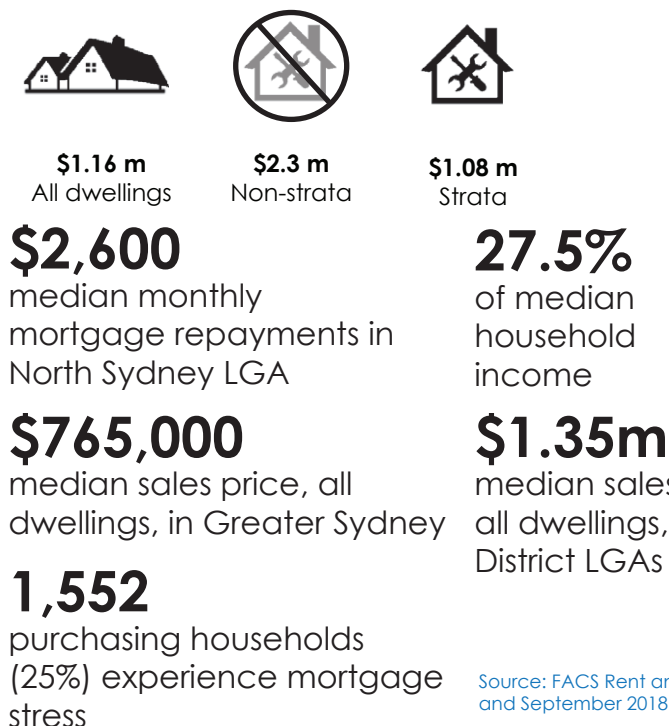 $1.16 m
All dwellings
$2.3 m
Non-strata
$1.08 m
Strata
$2,600
median monthly
mortgage repayments in
North Sydney LGA
27.5%
of median
household
income
$765,000
median sales price, all
dwellings, in Greater Sydney
$1.35m
median sales
all dwellings,
District LGAs
1,552
purchasing households
(25%) experience mortgage
stress
Source: FACS Rent
and September 2018